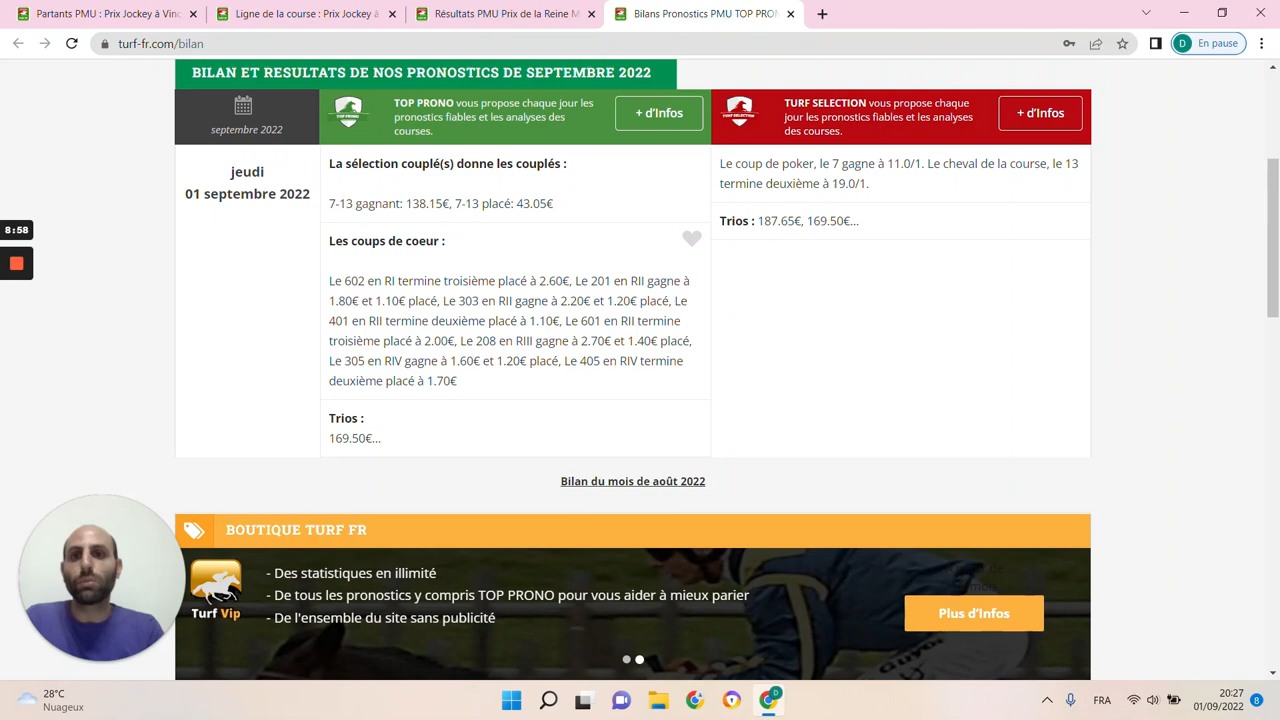 Partants PMU : Prix Jockey à Vinc
Ligne de la course : Prix Jockey à
Résultats PMU Prix de la Reine M
Bilans Pronostics PMU TOP PRON
turf-fr.com/bilan
D
En pause
BILAN ET RESULTATS DE NOS PRONOSTICS DE SEPTEMBRE 2022
septembre 2022
TOP PRONO
TOP PRONO vous propose chaque jour les
pronostics fiables et les analyses des
courses.
+ d'Infos
TURF SELECTION
TURF SELECTION vous propose chaque
jour les pronostics fiables et les analyses
des courses.
+ d'Infos
jeudi
01 septembre 2022
La sélection couplé(s) donne les couplés :
7-13 gagnant: 138.15€, 7-13 placé: 43.05€
Les coups de coeur :
Le 602 en RI termine troisième placé à 2.60€, Le 201 en RII gagne à
1.80€ et 1.10€ placé, Le 303 en RII gagne à 2.20€ et 1.20€ placé, Le
401 en RII termine deuxième placé à 1.10€, Le 601 en RII termine
troisième placé à 2.00€, Le 208 en RIII gagne à 2.70€ et 1.40€ placé,
Le 305 en RIV gagne à 1.60€ et 1.20€ placé, Le 405 en RIV termine
deuxième placé à 1.70€
Trios :
169.50€...
Le coup de poker, le 7 gagne à 11.0/1. Le cheval de la course, le 13
termine deuxième à 19.0/1.
Trios : 187.65€, 169.50€...
8:58
Bilan du mois de août 2022
BOUTIQUE TURF FR
Turf Vip
- Des statistiques en illimité
- De tous les pronostics y compris TOP PRONO pour vous aider à mieux parier
- De l'ensemble du site sans publicité
Plus d'Infos
28°C
Nuageux
D
FRA
20:27
01/09/2022
8